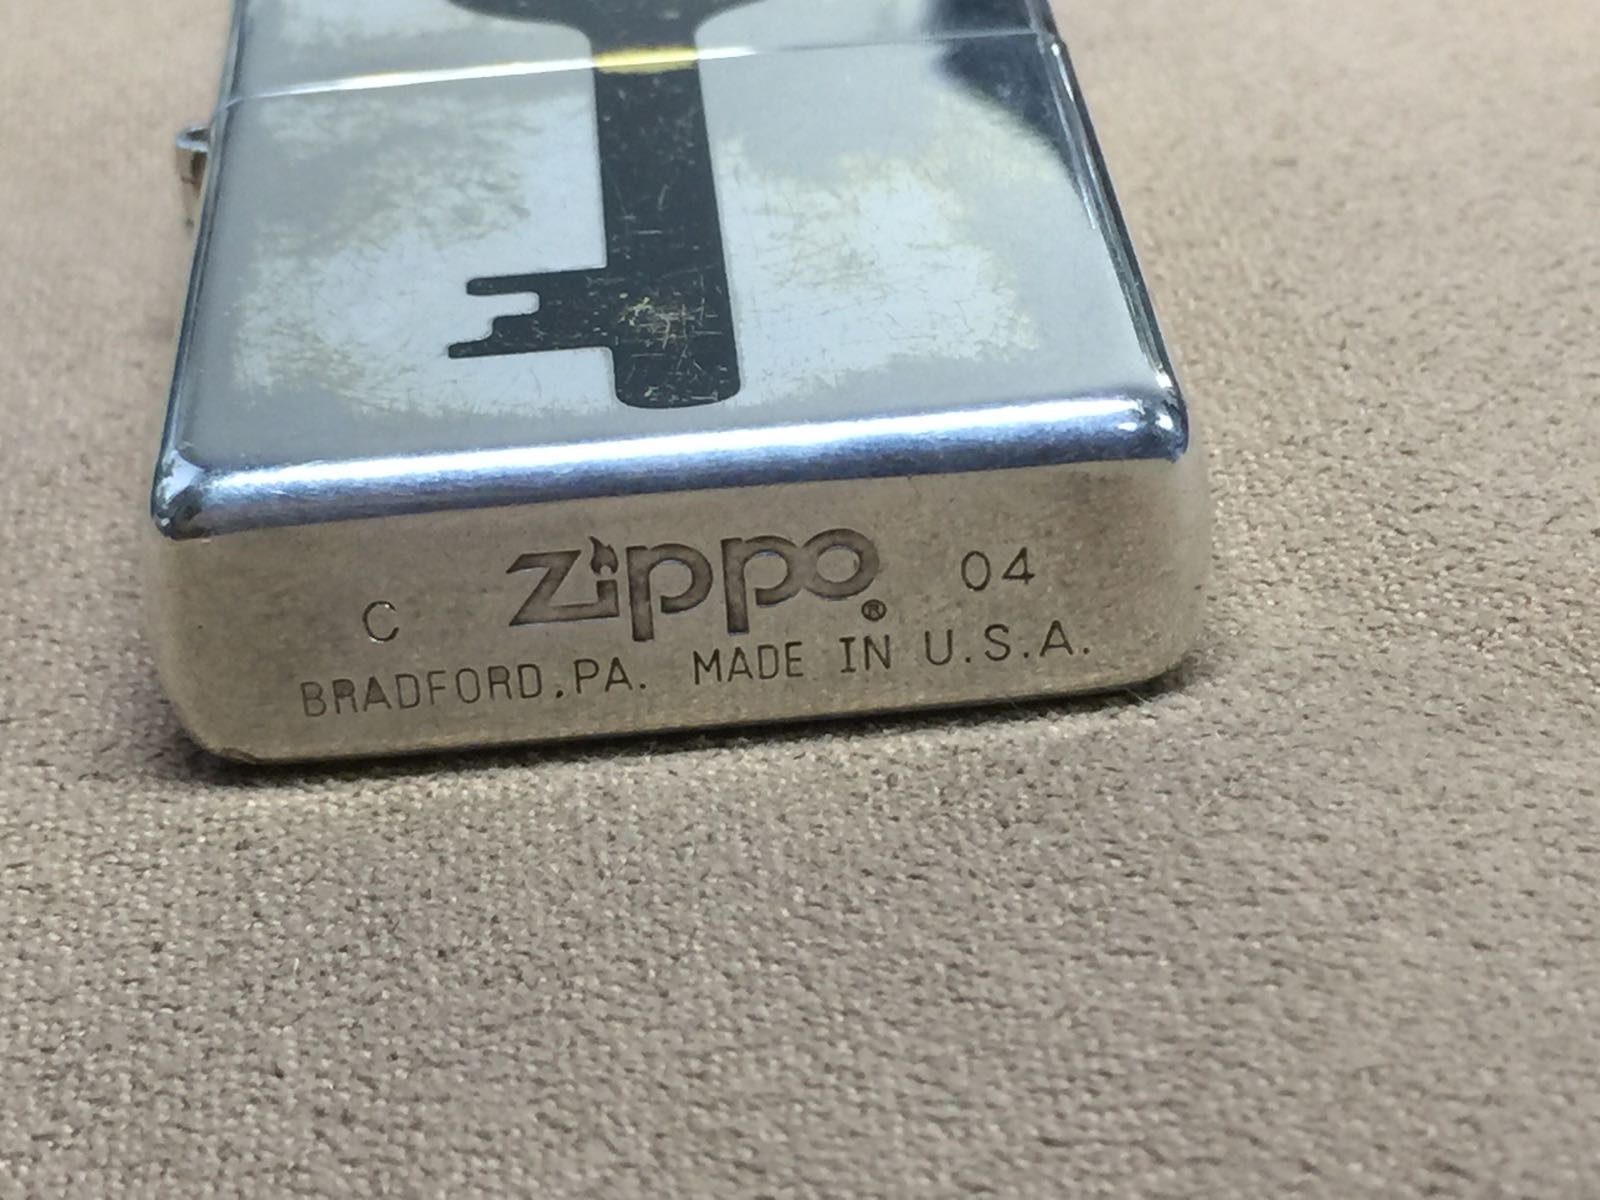 C zippo® 04
BRADFORD, PA. MADE IN U.S.A.